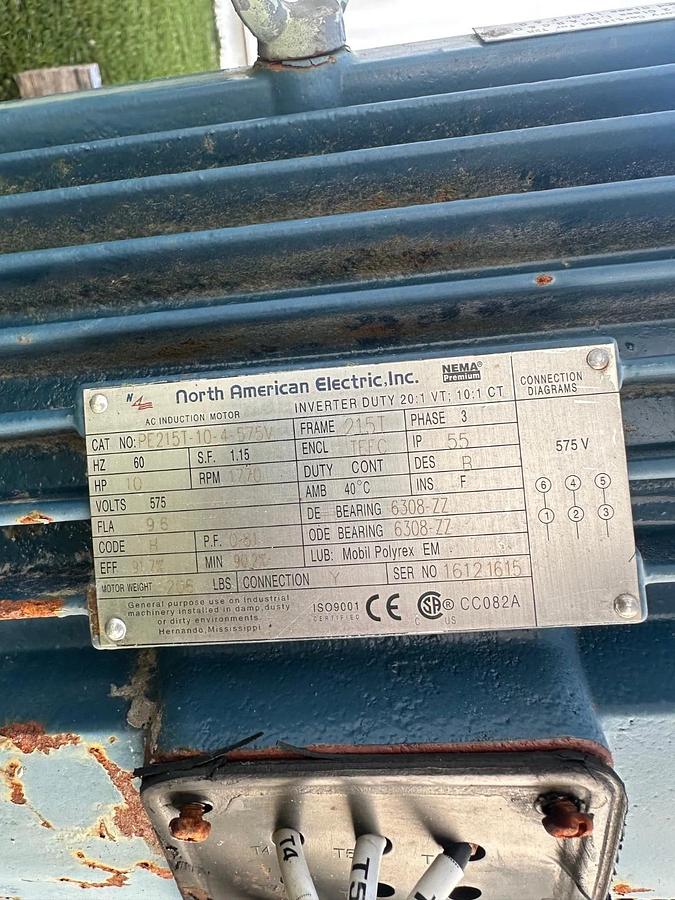 North American Electric,Inc.
NEMA®
Premium
AC INDUCTION MOTOR
INVERTER DUTY 20:1 VT; 10:1 CT
CONNECTION
DIAGRAMS
CAT NO: PE215T-10-4-575V
FRAME 215T
PHASE 3
HZ 60
S.F. 1.15
ENCL TEFC
IP 55
HP 10
RPM 1770
DUTY CONT
DES B
VOLTS 575
AMB 40°C
INS F
FLA 9.6
DE BEARING 6308-ZZ
CODE H
P.F. 0.81
ODE BEARING 6308-ZZ
EFF 91.7%
MIN 90.2%
LUB: Mobil Polyrex EM
MOTOR WEIGHT LBS
CONNECTION Y
SER NO 16121615
General purpose use on industrial
machinery installed in damp,dusty
or dirty environments.
Hernando,Mississippi
ISO9001
CERTIFIED
CE
C SP® US
CC082A
575 V
6 4 5
1 2 3
T4
T5